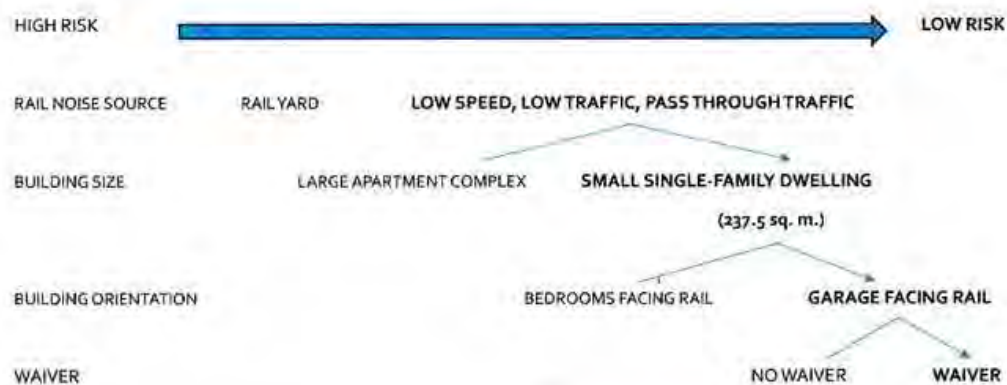 HIGH RISK LOW RISK
RAIL NOISE SOURCE RAIL YARD LOW SPEED, LOW TRAFFIC, PASS THROUGH TRAFFIC
BUILDING SIZE LARGE APARTMENT COMPLEX SMALL SINGLE-FAMILY DWELLING
(237.5 sq. m.)
BUILDING ORIENTATION BEDROOMS FACING RAIL GARAGE FACING RAIL
WAIVER NO WAIVER WAIVER